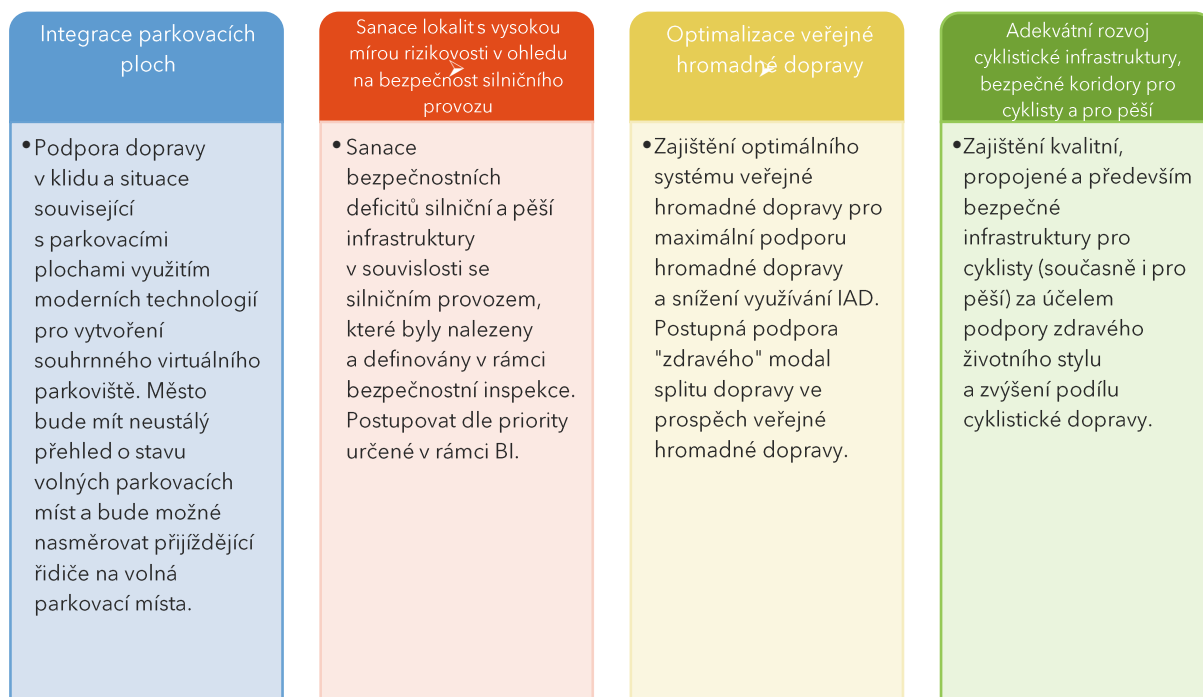 Integrace parkovacích
ploch
• Podpora dopravy
v klidu a situace
související
s parkovacími
plochami využitím
moderních technologií
pro vytvoření
souhrnného virtuálního
parkoviště. Město
bude mít neustálý
přehled o stavu
volných parkovacích
míst a bude možné
nasměrovat přijíždějící
řidiče na volná
parkovací místa.
Sanace lokalit s vysokou
mírou rizikovosti v ohledu
na bezpečnost silničního
provozu
• Sanace
bezpečnostních
deficitů silniční a pěší
infrastruktury
v souvislosti se
silničním provozem,
které byly nalezeny
a definovány v rámci
bezpečnostní inspekce.
Postupovat dle priority
určené v rámci BI.
Optimalizace veřejné
hromadné dopravy
• Zajištění optimálního
systému veřejné
hromadné dopravy pro
maximální podporu
hromadné dopravy
a snížení využívání IAD.
Postupná podpora
"zdravého" modal
splitu dopravy ve
prospěch veřejné
hromadné dopravy.
Adekvátní rozvoj
cyklistické infrastruktury,
bezpečné koridory pro
cyklisty a pro pěší
• Zajištění kvalitní,
propojené a především
bezpečné
infrastruktury pro
cyklisty (současně i pro
pěší) za účelem
podpory zdravého
životního stylu
a zvýšení podílu
cyklistické dopravy.